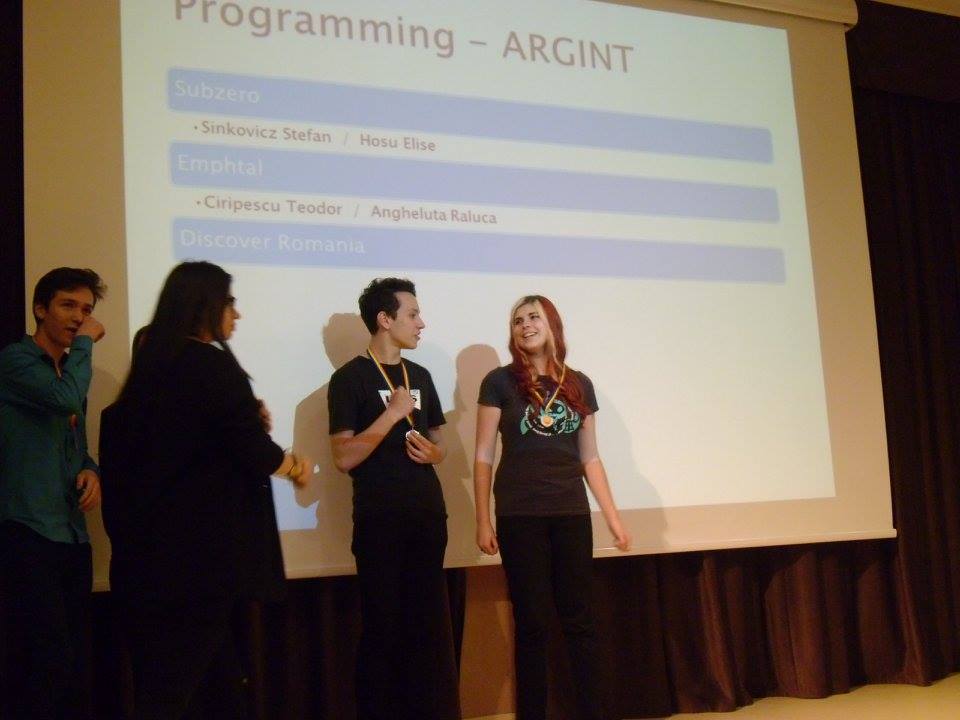 Programming - ARGINT
Subzero
•Sinkovicz Stefan / Hosu Elise
Emphtal
•Ciripescu Teodor / Angheluta Raluca
Discover Romania